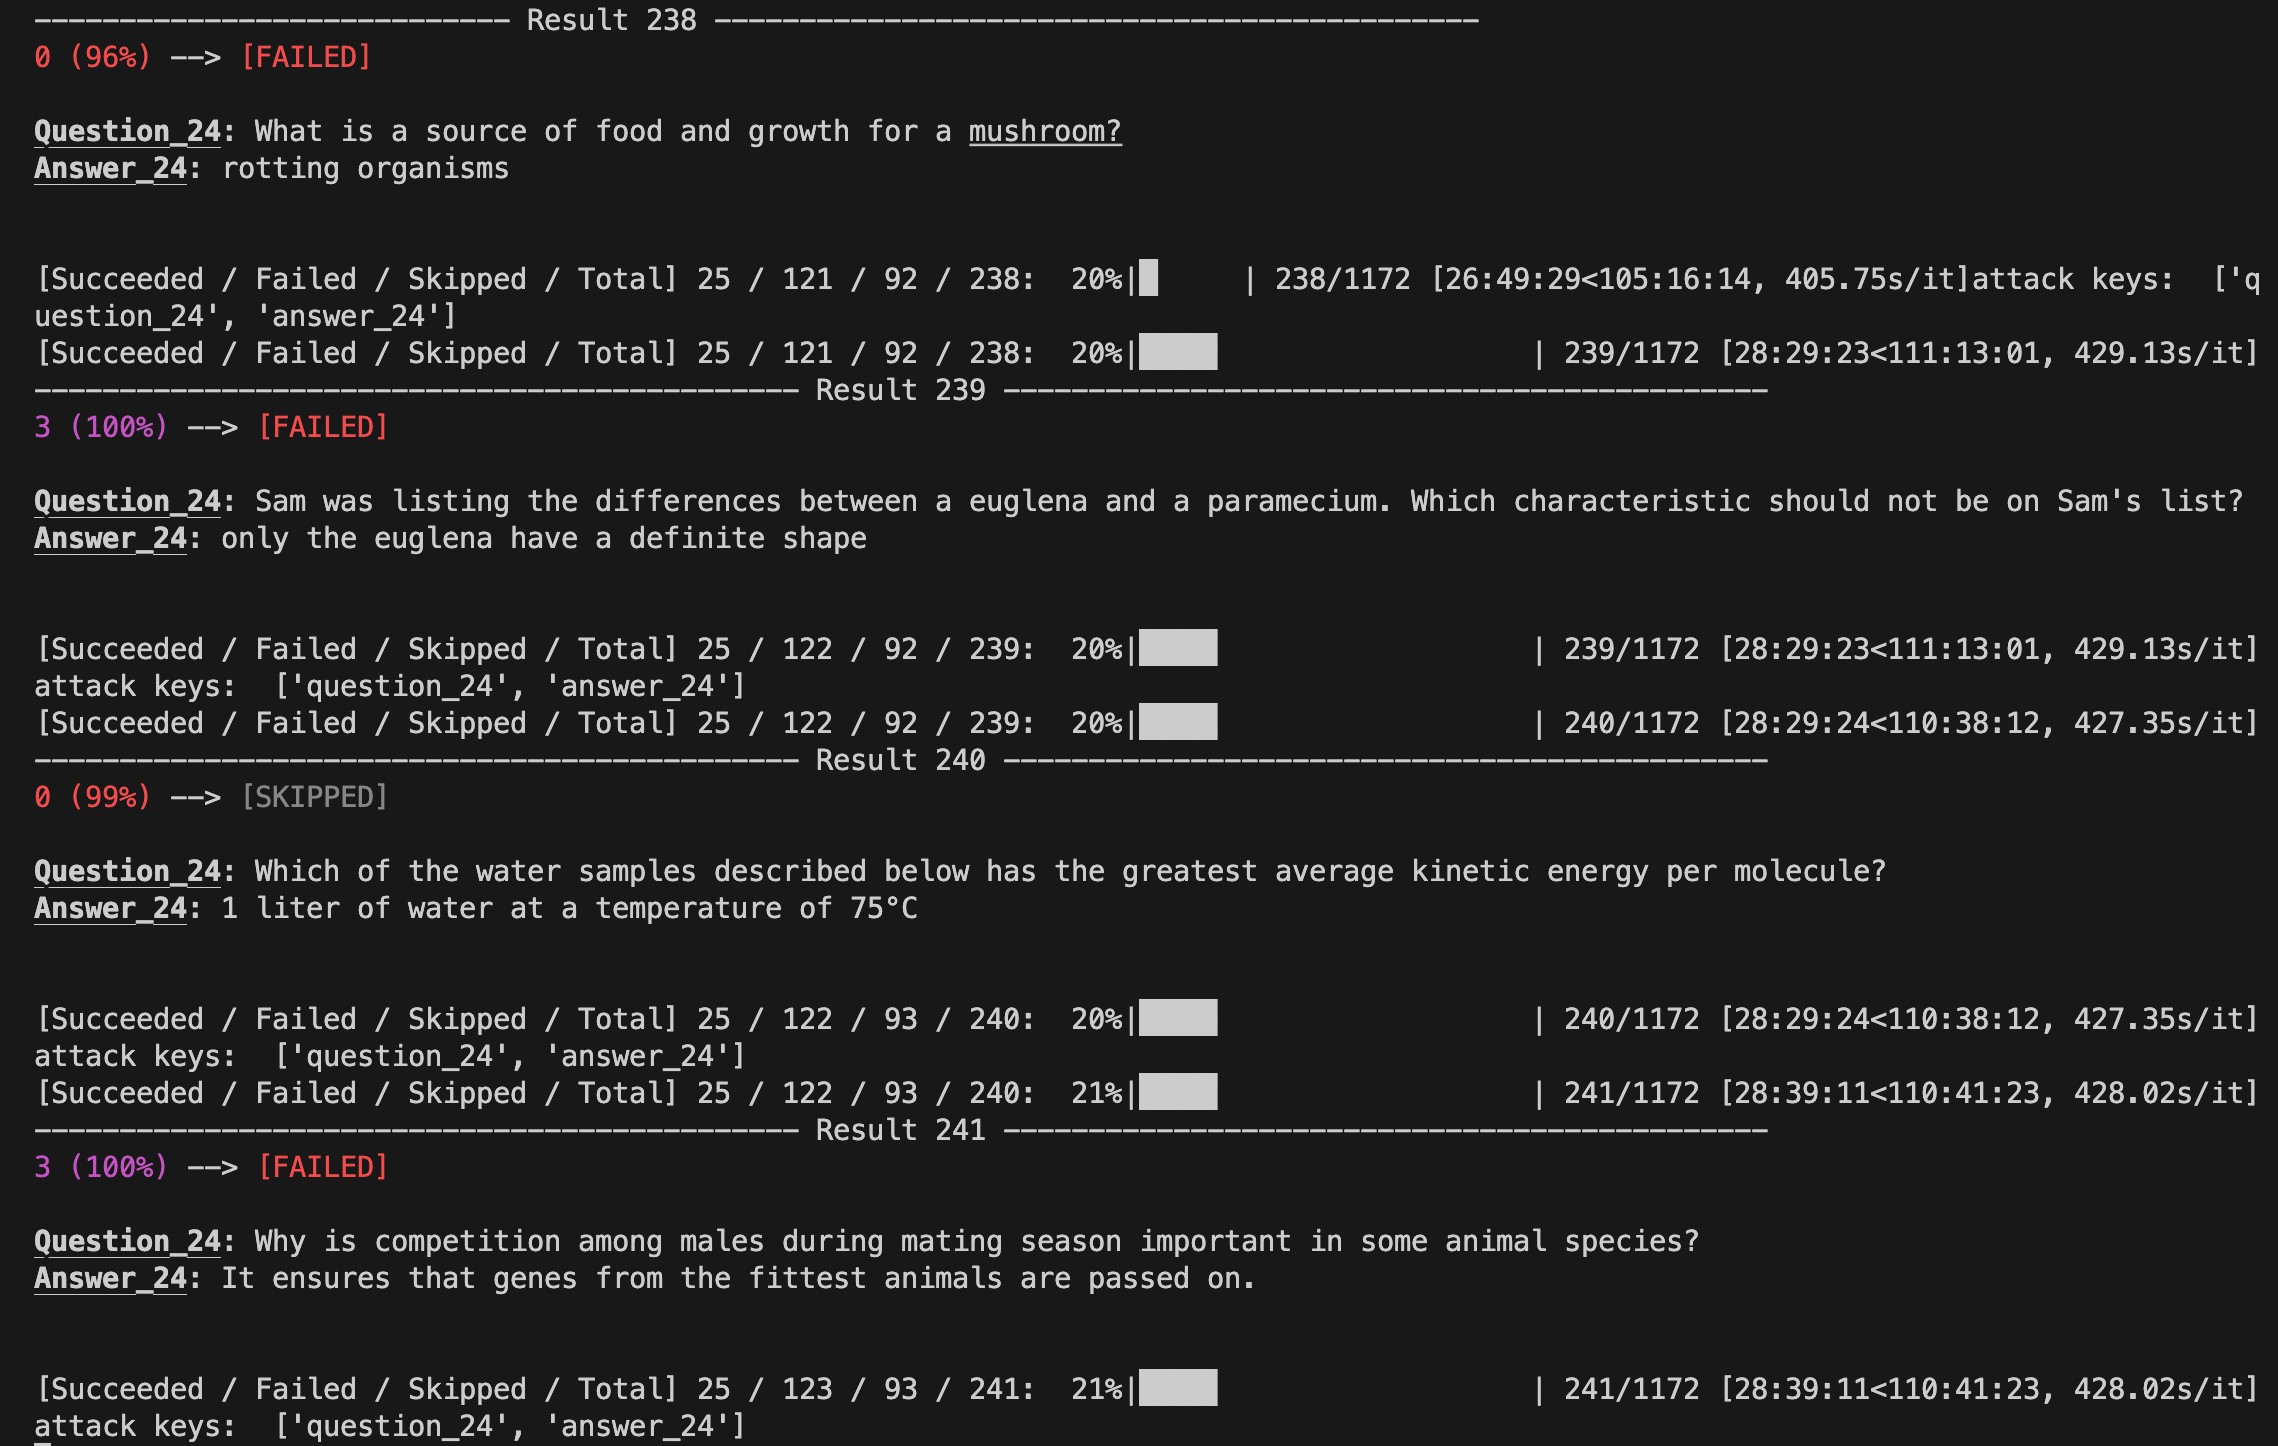 ---------------------------- Result 238 ---------------------------------------------
0 (96%) --> [FAILED]
Question_24: What is a source of food and growth for a mushroom?
Answer_24: rotting organisms
[Succeeded / Failed / Skipped / Total] 25 / 121 / 92 / 238:  20%|█     | 238/1172 [26:49:29<105:16:14, 405.75s/it]attack keys:  ['q
uestion_24', 'answer_24']
[Succeeded / Failed / Skipped / Total] 25 / 121 / 92 / 238:  20%|████▋                   | 239/1172 [28:29:23<111:13:01, 429.13s/it]
--------------------------------------------- Result 239 ---------------------------------------------
3 (100%) --> [FAILED]
Question_24: Sam was listing the differences between a euglena and a paramecium. Which characteristic should not be on Sam's list?
Answer_24: only the euglena have a definite shape
[Succeeded / Failed / Skipped / Total] 25 / 122 / 92 / 239:  20%|████▋                   | 239/1172 [28:29:23<111:13:01, 429.13s/it]
attack keys:  ['question_24', 'answer_24']
[Succeeded / Failed / Skipped / Total] 25 / 122 / 92 / 239:  20%|████▋                   | 240/1172 [28:29:24<110:38:12, 427.35s/it]
--------------------------------------------- Result 240 ---------------------------------------------
0 (99%) --> [SKIPPED]
Question_24: Which of the water samples described below has the greatest average kinetic energy per molecule?
Answer_24: 1 liter of water at a temperature of 75°C
[Succeeded / Failed / Skipped / Total] 25 / 122 / 93 / 240:  20%|████▋                   | 240/1172 [28:29:24<110:38:12, 427.35s/it]
attack keys:  ['question_24', 'answer_24']
[Succeeded / Failed / Skipped / Total] 25 / 122 / 93 / 240:  21%|████▋                   | 241/1172 [28:39:11<110:41:23, 428.02s/it]
--------------------------------------------- Result 241 ---------------------------------------------
3 (100%) --> [FAILED]
Question_24: Why is competition among males during mating season important in some animal species?
Answer_24: It ensures that genes from the fittest animals are passed on.
[Succeeded / Failed / Skipped / Total] 25 / 123 / 93 / 241:  21%|████▋                   | 241/1172 [28:39:11<110:41:23, 428.02s/it]
attack keys:  ['question_24', 'answer_24']